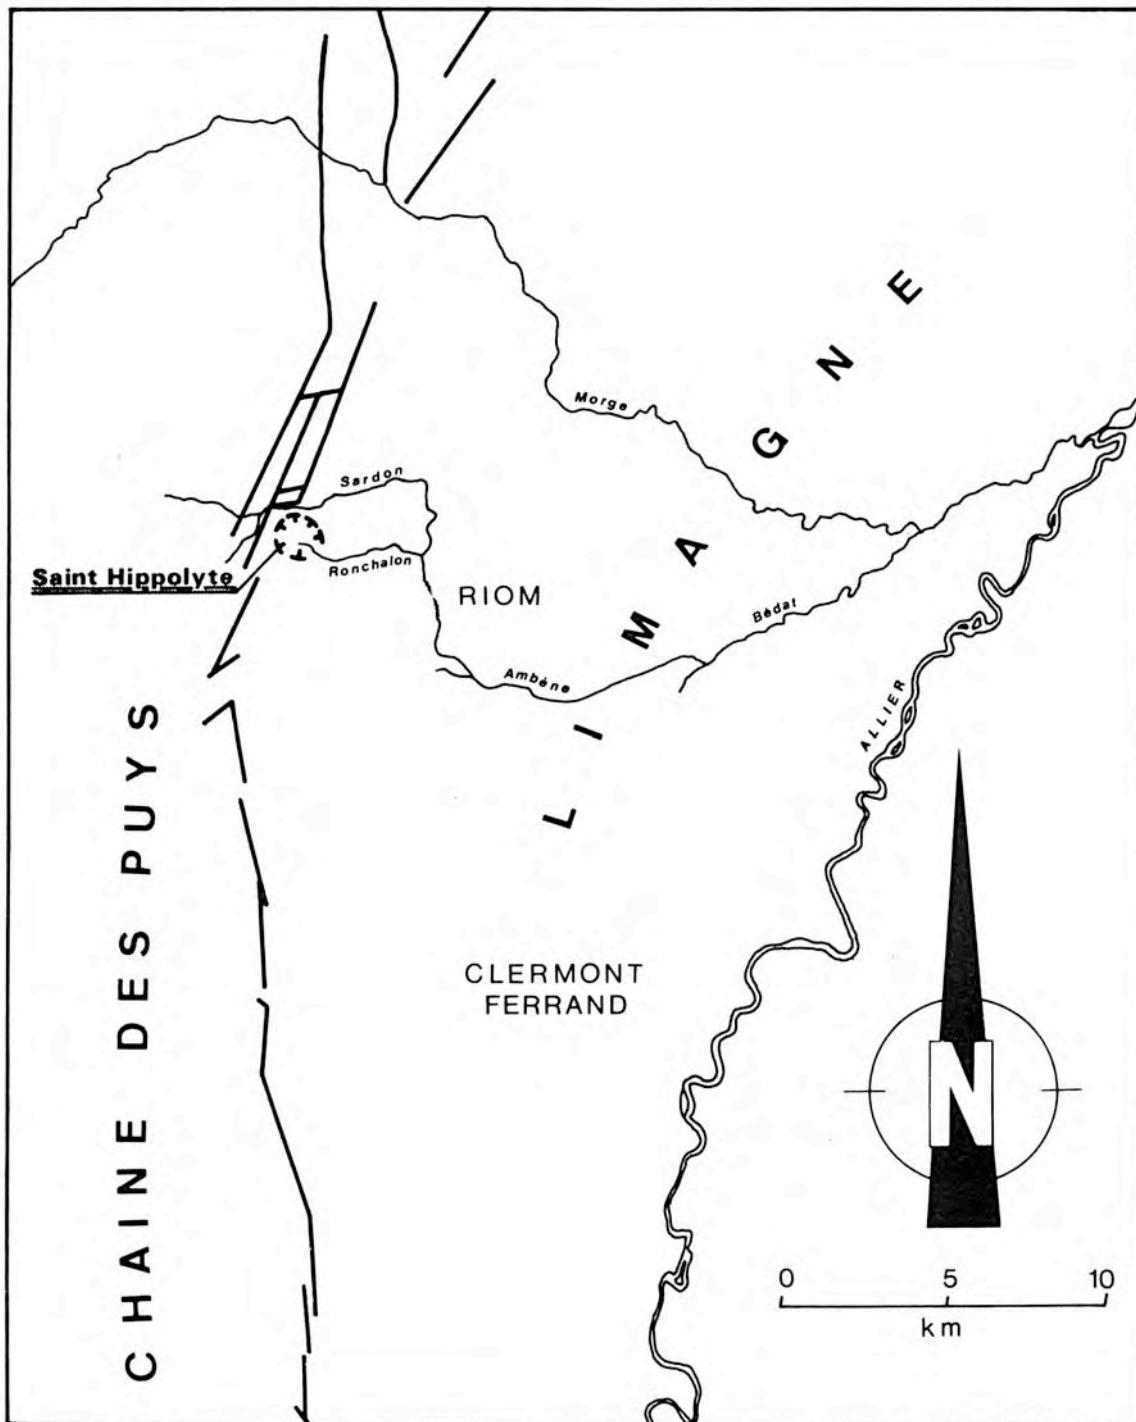 LIMAGNE
Morge
Sardon
Ronchalon
Saint Hippolyte
RIOM
Bédat
Ambène
ALLIER
CHAINE DES PUYS
CLERMONT
FERRAND
N
0 5 10
km